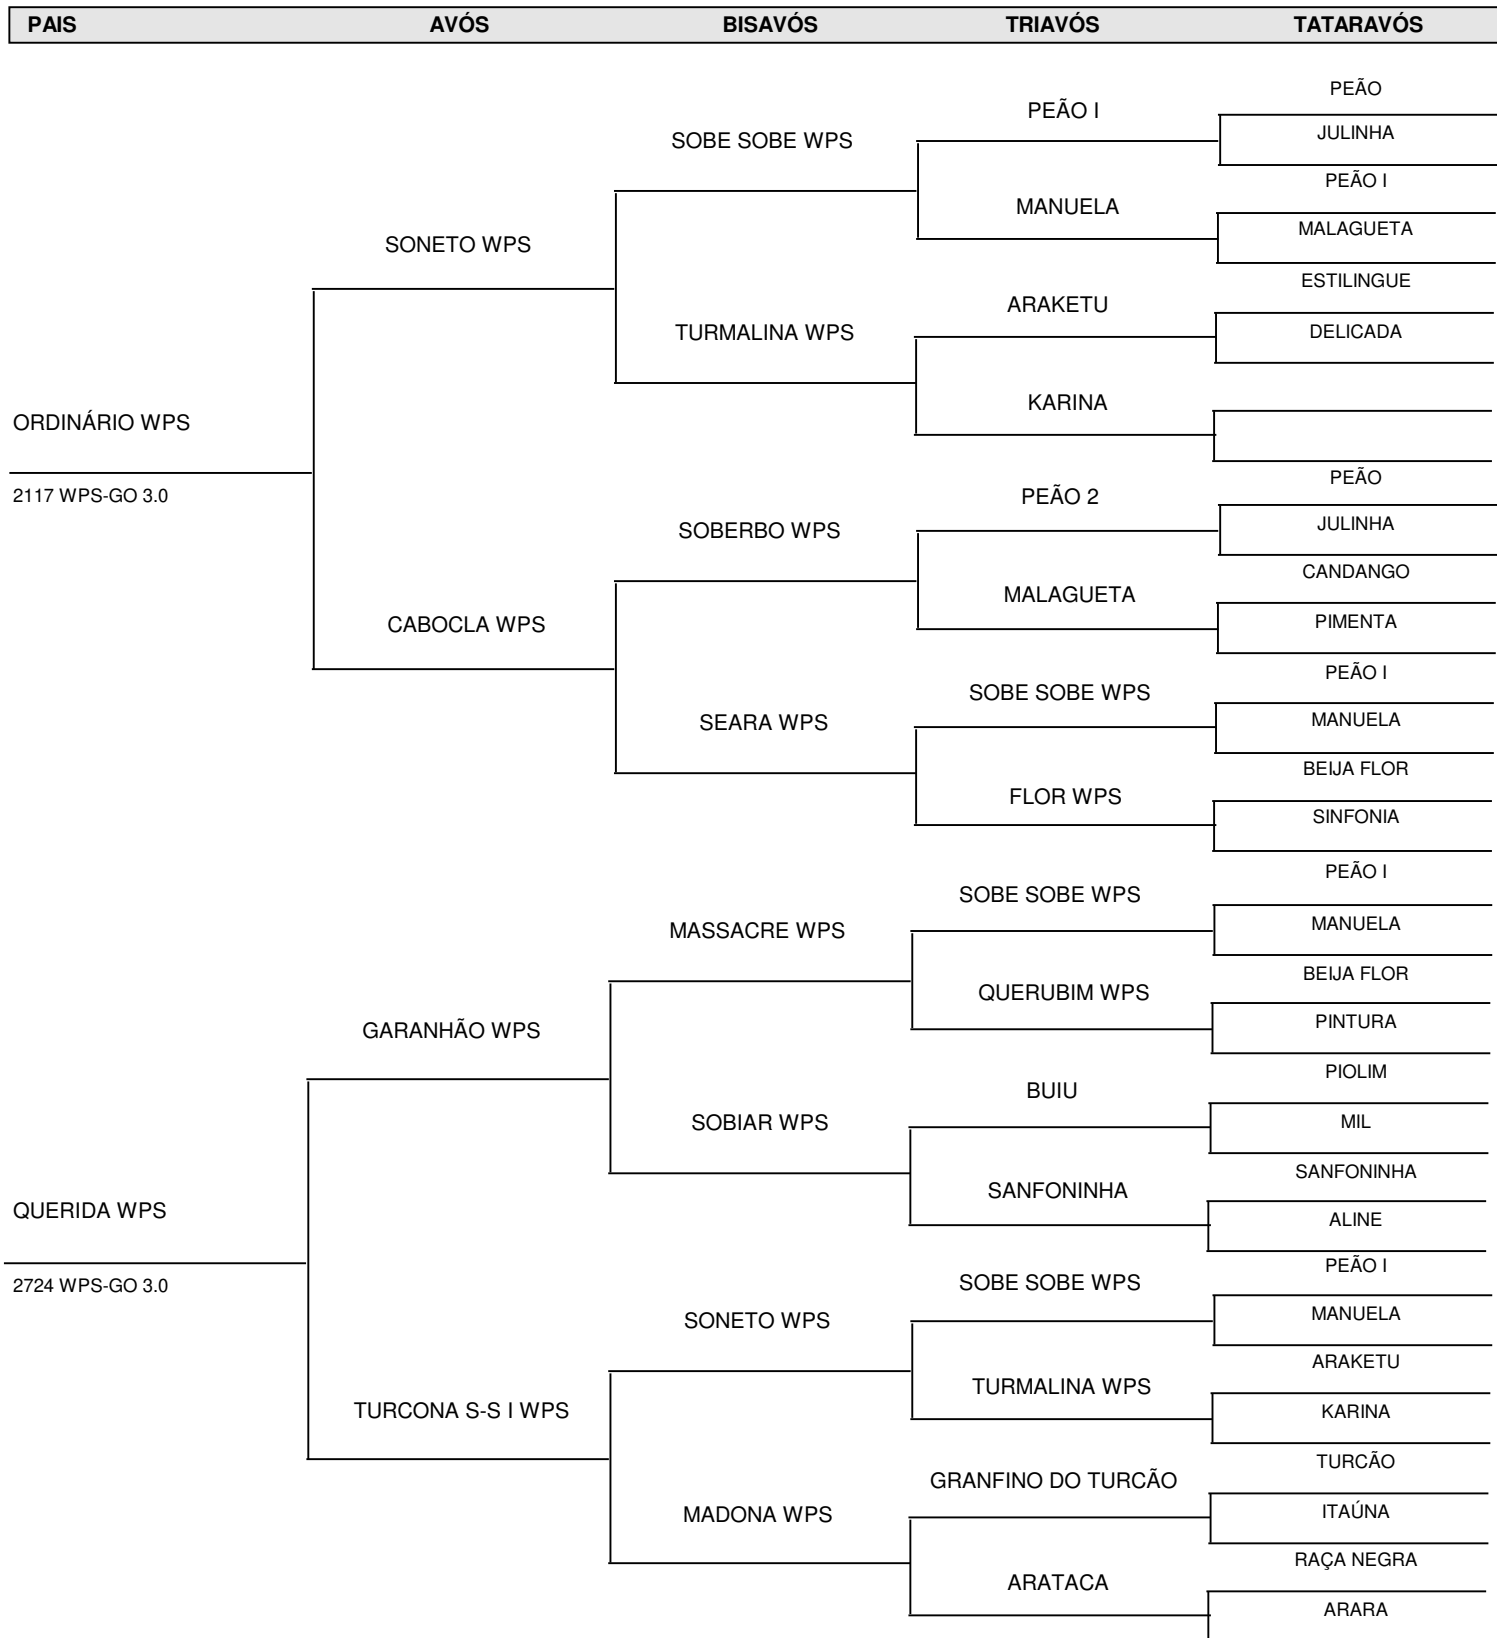 PAIS AVÓS BISAVÓS TRIAVÓS TATARAVÓS
PEÃO
PEÃO I
JULINHA
SOBE SOBE WPS
PEÃO I
MANUELA
MALAGUETA
SONETO WPS
ESTILINGUE
ARAKETU
TURMALINA WPS
DELICADA
KARINA
ORDINÁRIO WPS
PEÃO
2117 WPS-GO 3.0
PEÃO 2
JULINHA
SOBERBO WPS
CANDANGO
MALAGUETA
PIMENTA
CABOCLA WPS
PEÃO I
SOBE SOBE WPS
MANUELA
SEARA WPS
BEIJA FLOR
FLOR WPS
SINFONIA
PEÃO I
SOBE SOBE WPS
MANUELA
MASSACRE WPS
BEIJA FLOR
QUERUBIM WPS
PINTURA
GARANHÃO WPS
PIOLIM
BUIU
MIL
SOBIAR WPS
SANFONINHA
SANFONINHA
QUERIDA WPS
ALINE
PEÃO I
2724 WPS-GO 3.0
SOBE SOBE WPS
MANUELA
SONETO WPS
ARAKETU
TURMALINA WPS
KARINA
TURCONA S-S I WPS
TURCÃO
GRANFINO DO TURCÃO
ITAÚNA
MADONA WPS
RAÇA NEGRA
ARATACA
ARARA